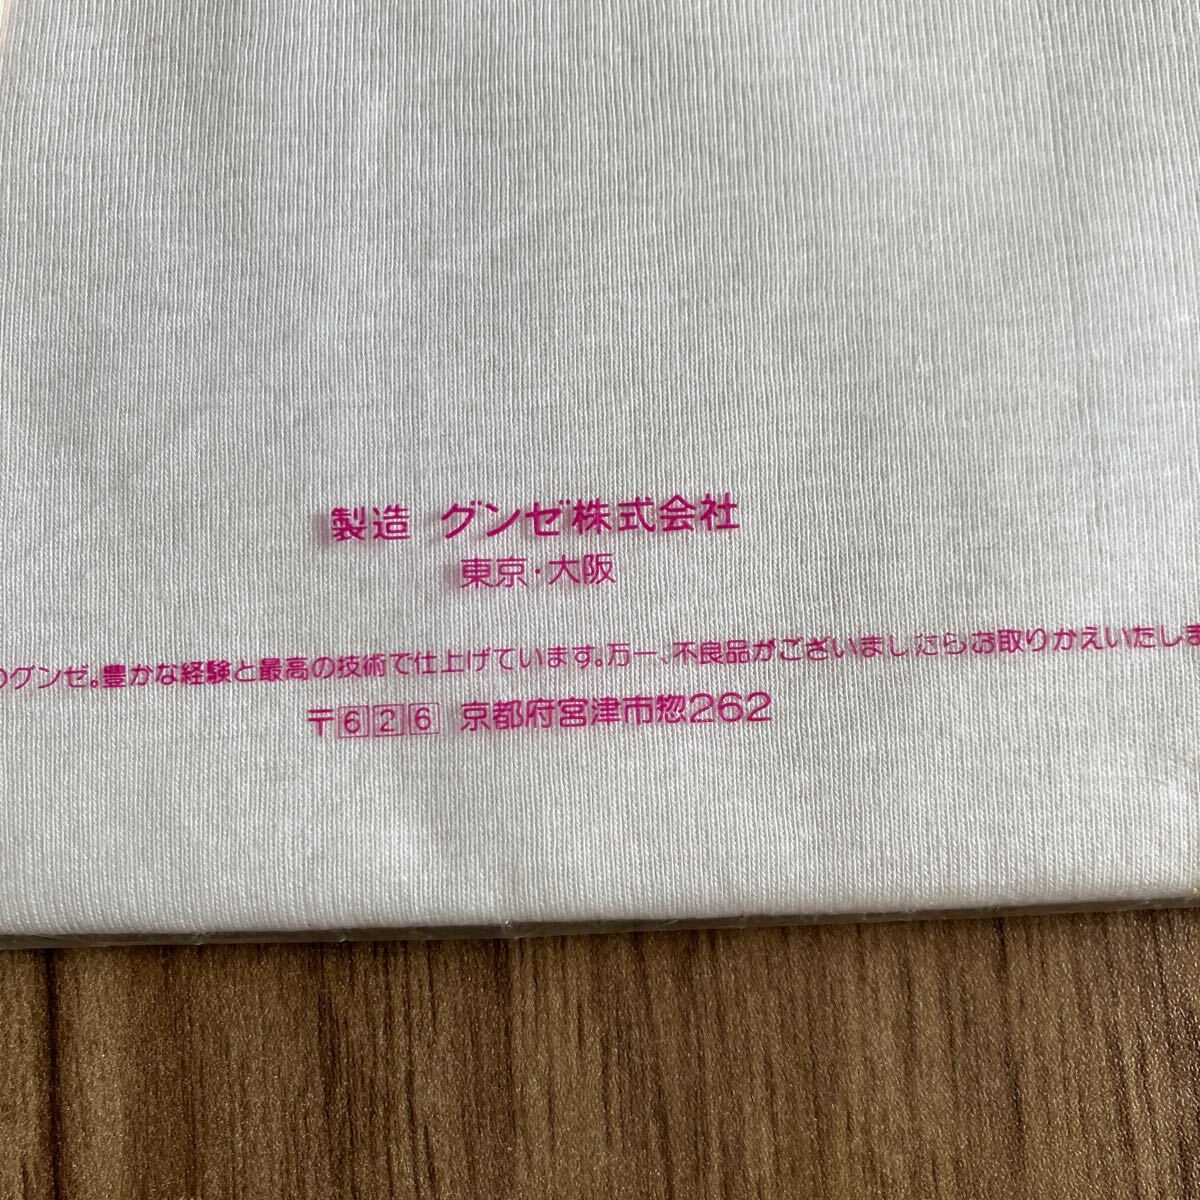 製造 グンゼ株式会社
東京・大阪
のグンゼ。豊かな経験と最高の技術で仕上げています。万一、不良品がございましたらお取りかえいたしま
〒626 京都府宮津市惣262